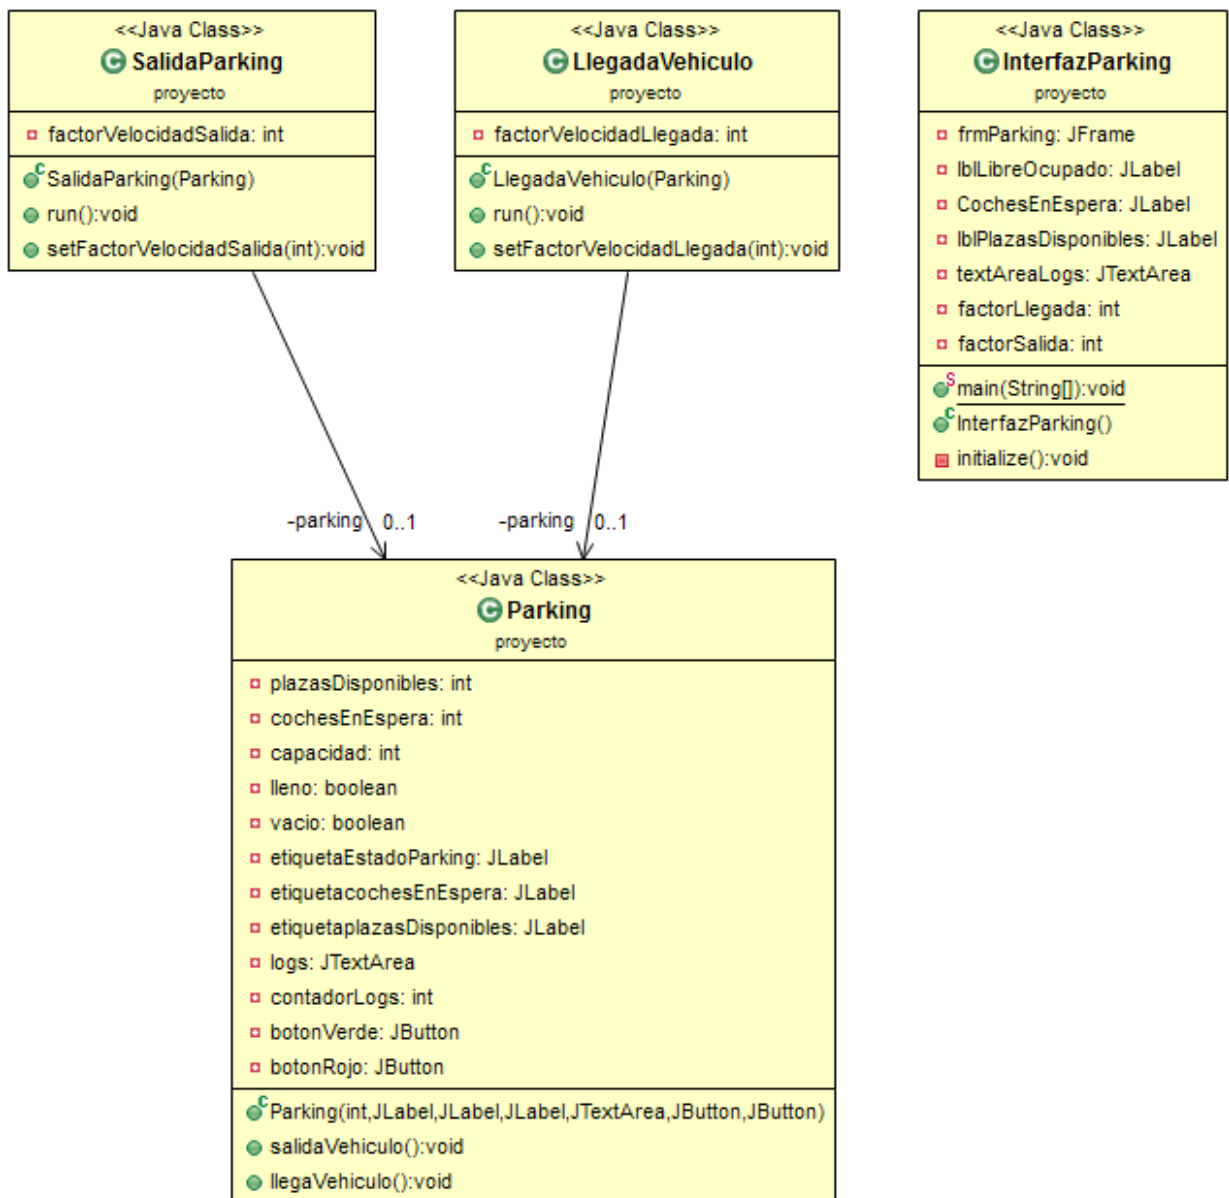 <<Java Class>>
SalidaParking
proyecto
factorVelocidadSalida: int
SalidaParking(Parking)
run():void
setFactorVelocidadSalida(int):void
<<Java Class>>
LlegadaVehiculo
proyecto
factorVelocidadLlegada: int
LlegadaVehiculo(Parking)
run():void
setFactorVelocidadLlegada(int):void
<<Java Class>>
InterfazParking
proyecto
frmParking: JFrame
lblLibreOcupado: JLabel
CochesEnEspera: JLabel
lblPlazasDisponibles: JLabel
textAreaLogs: JTextArea
factorLlegada: int
factorSalida: int
main(String[]):void
InterfazParking()
initialize():void
-parking 0..1
-parking 0..1
<<Java Class>>
Parking
proyecto
plazasDisponibles: int
cochesEnEspera: int
capacidad: int
lleno: boolean
vacio: boolean
etiquetaEstadoParking: JLabel
etiquetacochesEnEspera: JLabel
etiquetaplazasDisponibles: JLabel
logs: JTextArea
contadorLogs: int
botonVerde: JButton
botonRojo: JButton
Parking(int,JLabel,JLabel,JLabel,JTextArea,JButton,JButton)
salidaVehiculo():void
llegaVehiculo():void